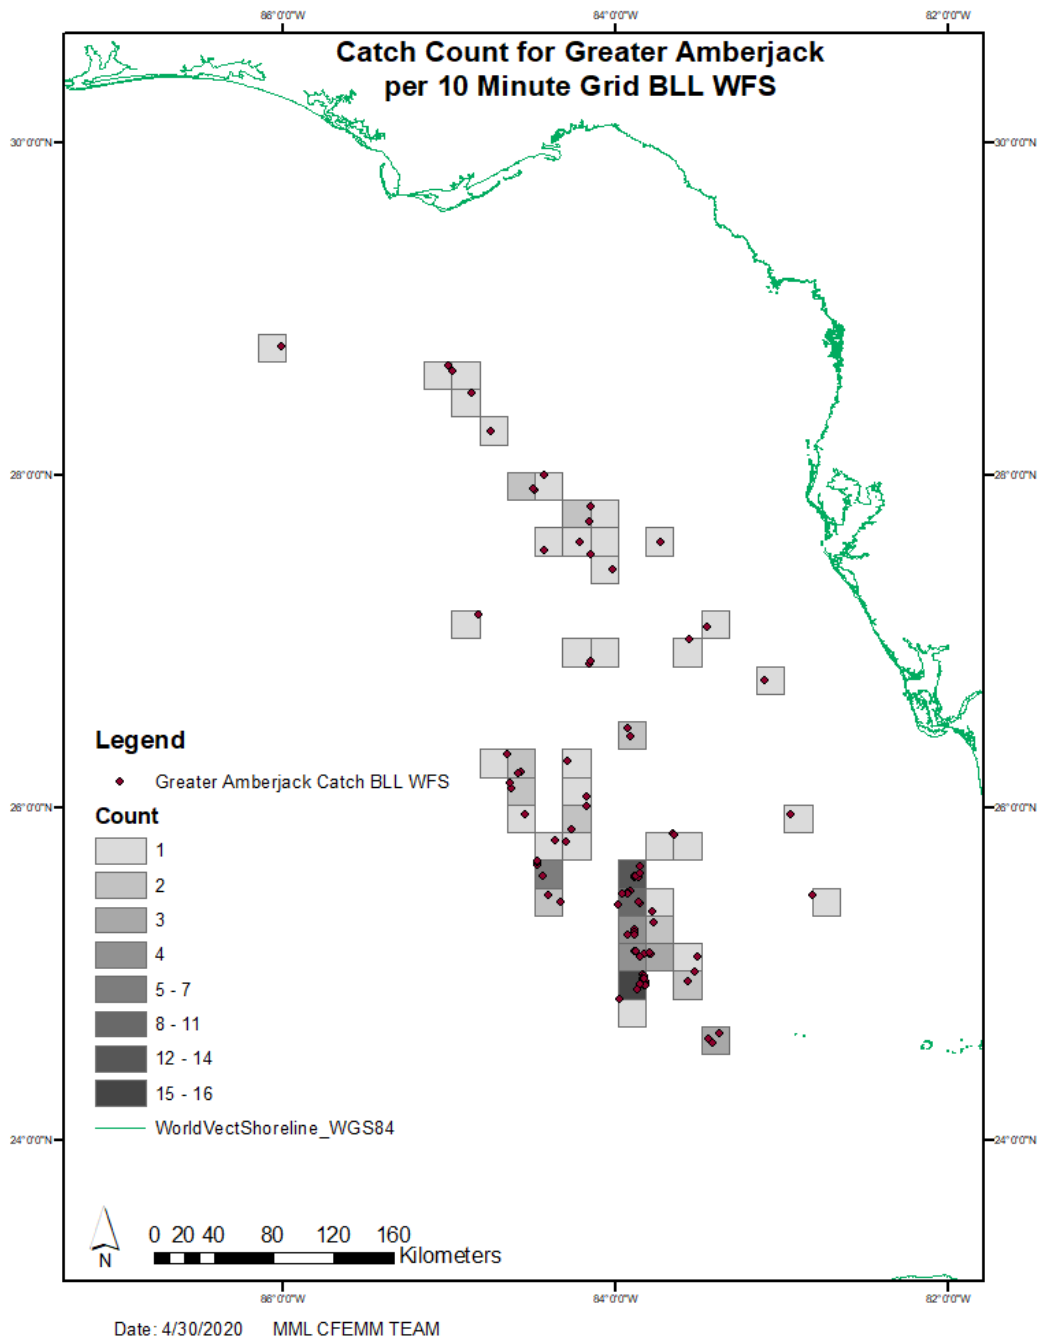 86°0'0"W 84°0'0"W 82°0'0"W
Catch Count for Greater Amberjack
per 10 Minute Grid BLL WFS
30°0'0"N 30°0'0"N
28°0'0"N 28°0'0"N
26°0'0"N 26°0'0"N
24°0'0"N 24°0'0"N
Legend
Greater Amberjack Catch BLL WFS
Count
1
2
3
4
5 - 7
8 - 11
12 - 14
15 - 16
WorldVectShoreline_WGS84
N
0 20 40 80 120 160
Kilometers
86°0'0"W 84°0'0"W 82°0'0"W
Date: 4/30/2020 MML CFEMM TEAM